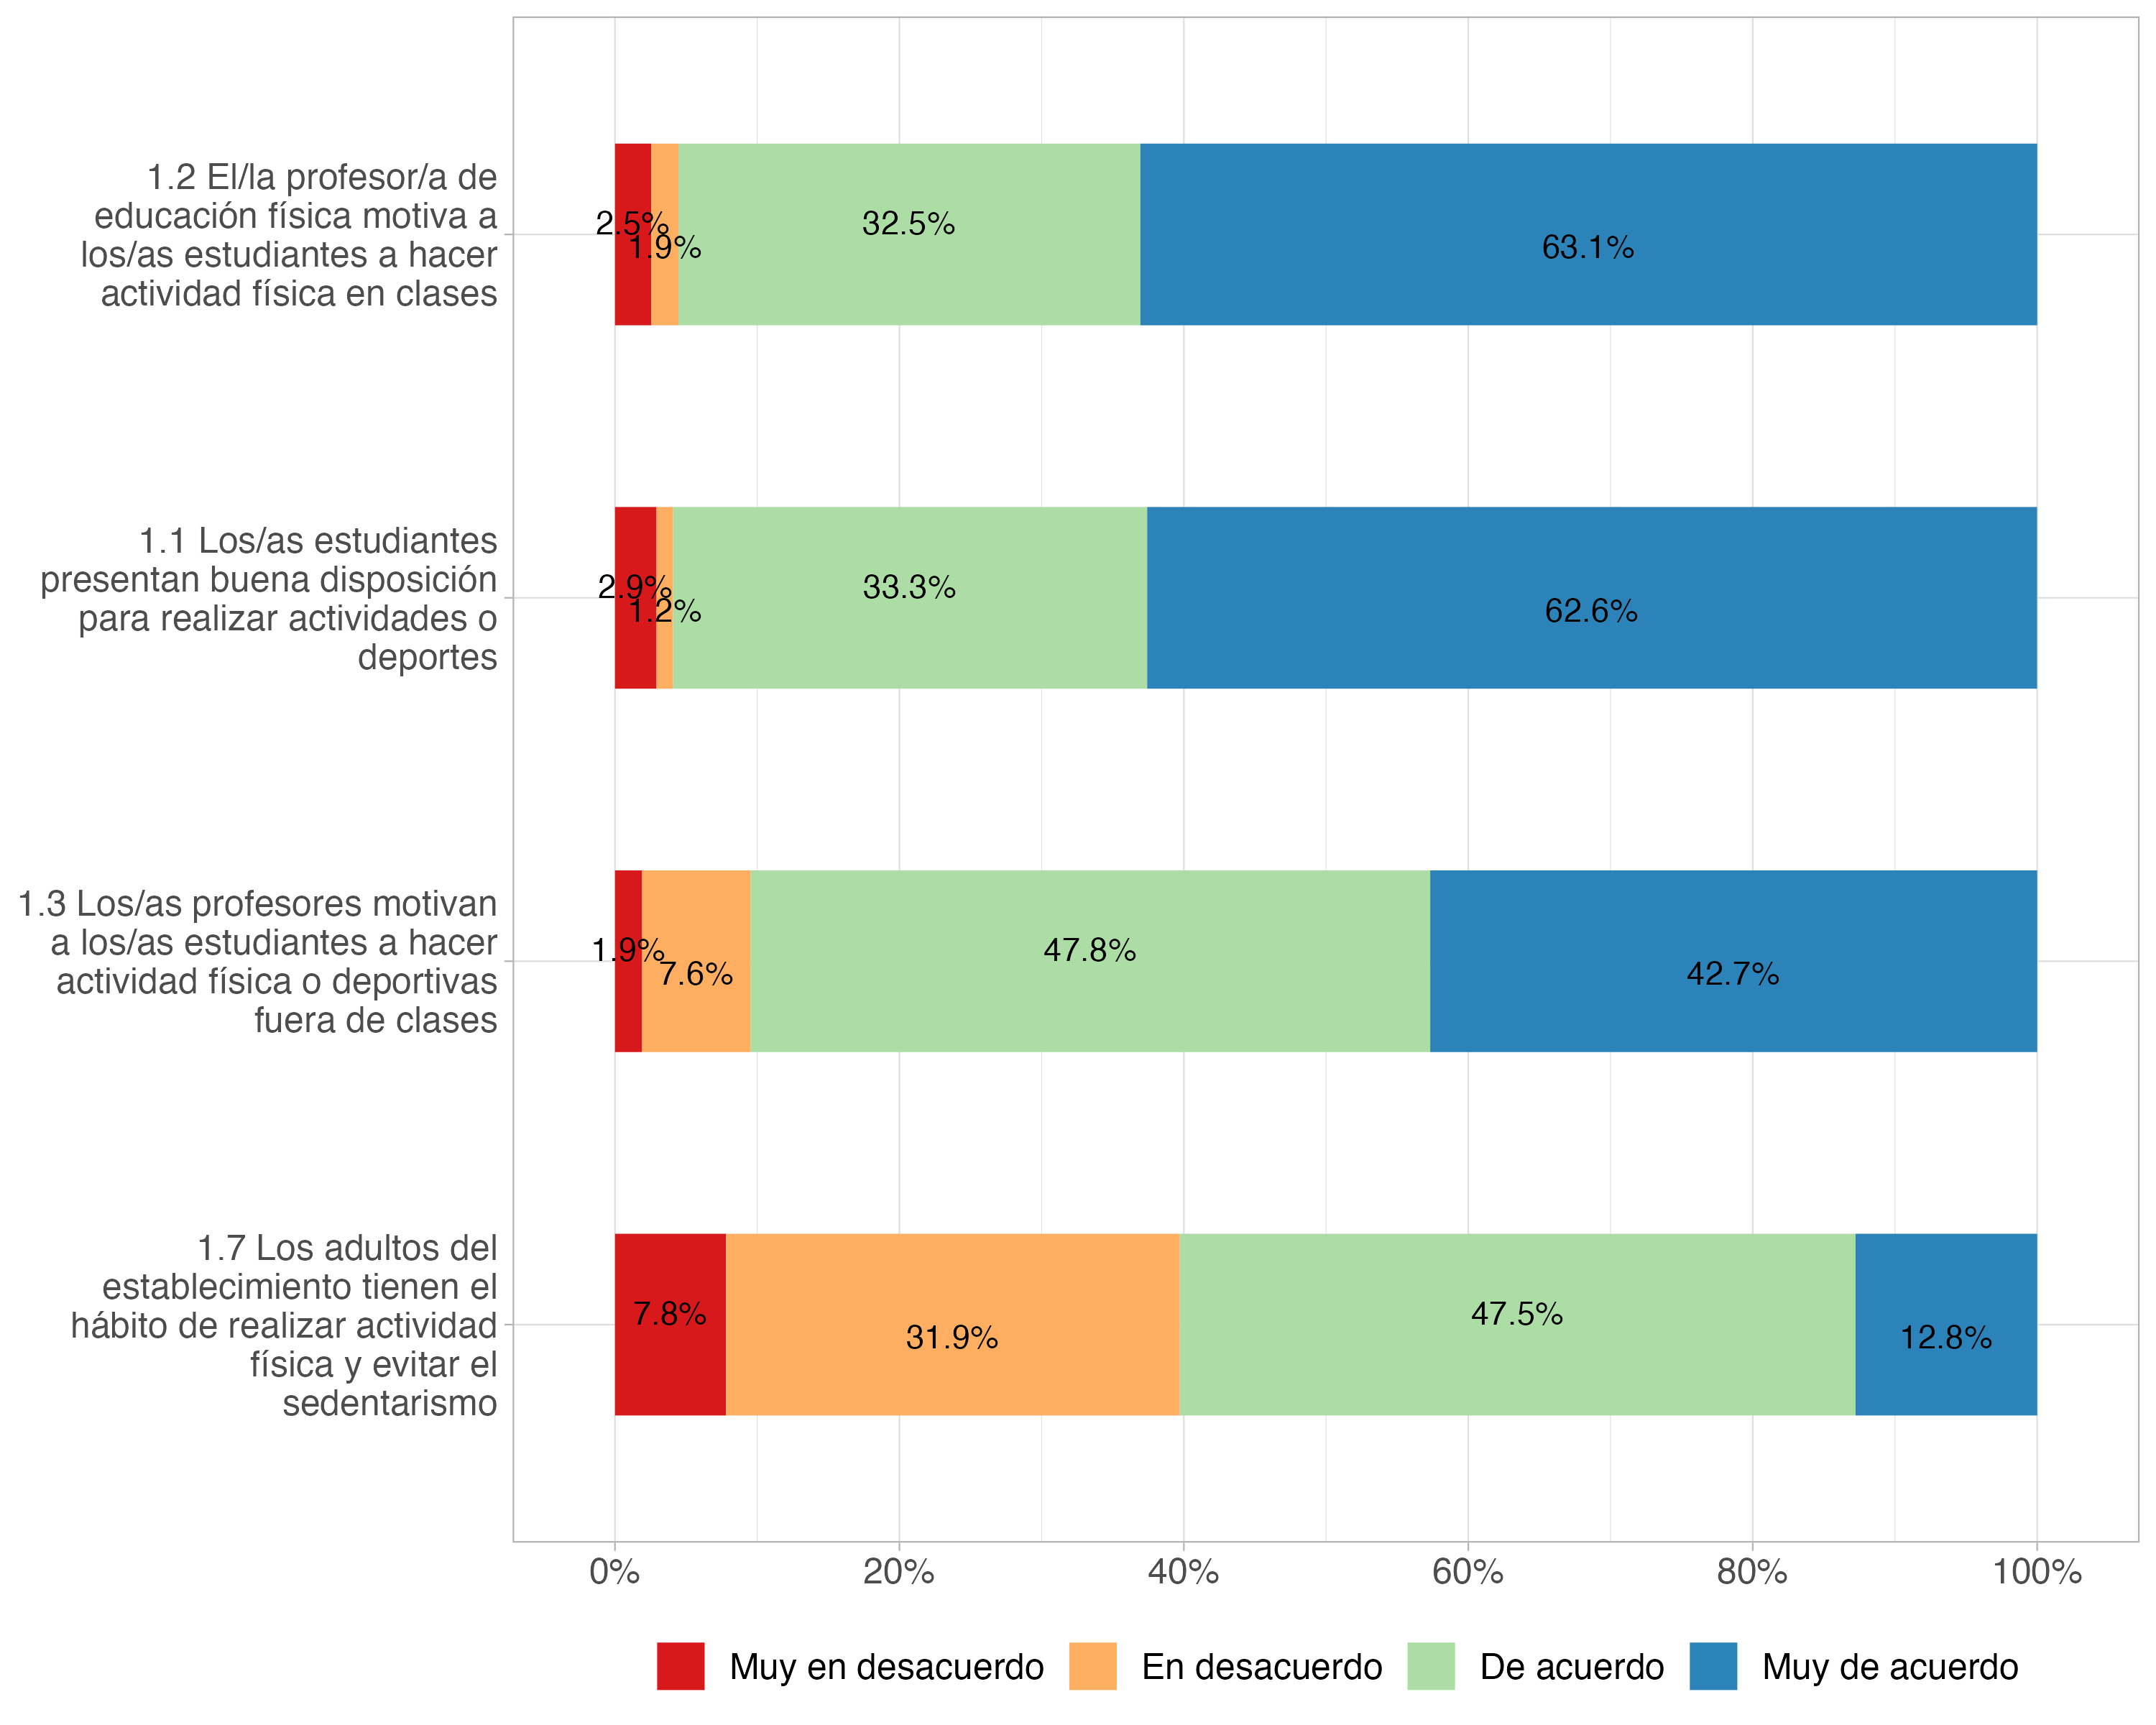 1.2 El/la profesor/a de
educación física motiva a
los/as estudiantes a hacer
actividad física en clases
2.5%
1.9%
32.5%
63.1%
1.1 Los/as estudiantes
presentan buena disposición
para realizar actividades o
deportes
2.9%
1.2%
33.3%
62.6%
1.3 Los/as profesores motivan
a los/as estudiantes a hacer
actividad física o deportivas
fuera de clases
1.9%
7.6%
47.8%
42.7%
1.7 Los adultos del
establecimiento tienen el
hábito de realizar actividad
física y evitar el
sedentarismo
7.8%
31.9%
47.5%
12.8%
0% 20% 40% 60% 80% 100%
Muy en desacuerdo En desacuerdo De acuerdo Muy de acuerdo